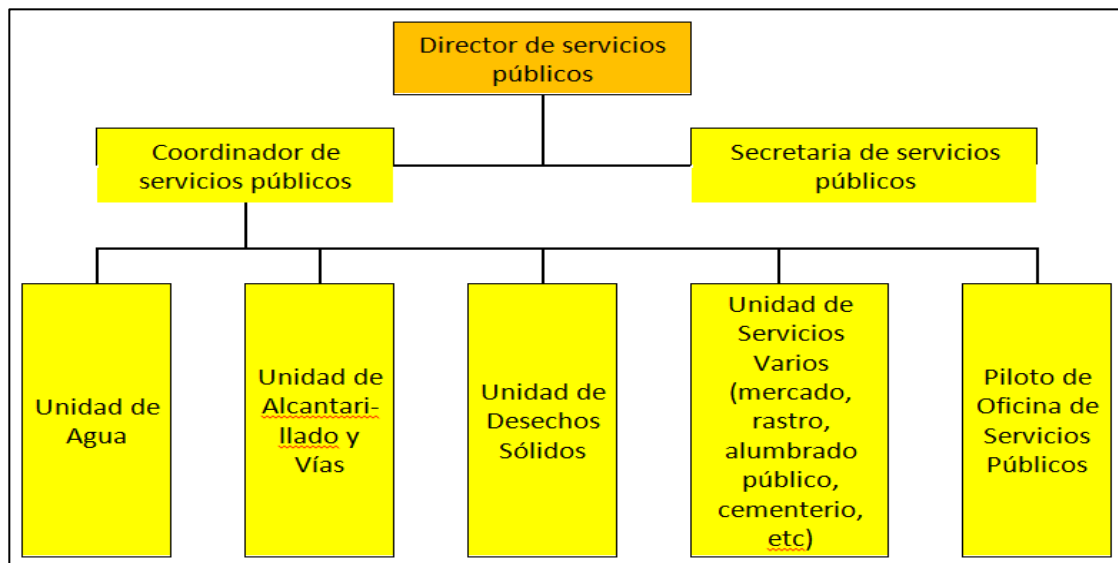 Director de servicios
públicos
Coordinador de
servicios públicos
Secretaria de servicios
públicos
Unidad de
Agua
Unidad de
Alcantari-
llado y
Vías
Unidad de
Desechos
Sólidos
Unidad de
Servicios
Varios
(mercado,
rastro,
alumbrado
público,
cementerio,
etc)
Piloto de
Oficina de
Servicios
Públicos